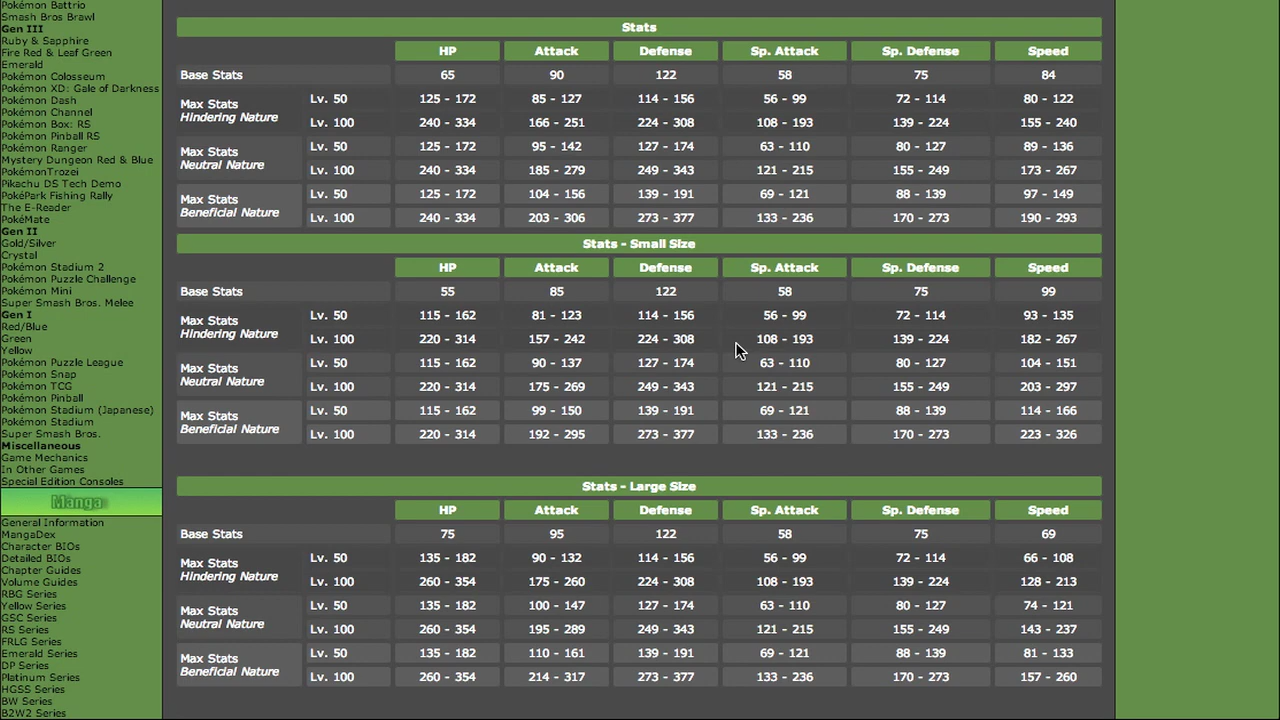 Pokémon Battrio
Smash Bros Brawl
Gen III
Ruby & Sapphire
Fire Red & Leaf Green
Emerald
Pokémon Colosseum
Pokémon XD: Gale of Darkness
Pokémon Dash
Pokémon Channel
Pokémon Box: RS
Pokémon Pinball RS
Pokémon Ranger
Mystery Dungeon Red & Blue
PokémonTrozei
Pikachu DS Tech Demo
PokéPark Fishing Rally
The E-Reader
PokéMate
Gen II
Gold/Silver
Crystal
Pokémon Stadium 2
Pokémon Puzzle Challenge
Pokémon Mini
Super Smash Bros. Melee
Gen I
Red/Blue
Green
Yellow
Pokémon Puzzle League
Pokémon Snap
Pokémon TCG
Pokémon Pinball
Pokémon Stadium (Japanese)
Pokémon Stadium
Super Smash Bros.
Miscellaneous
Game Mechanics
In Other Games
Special Edition Consoles
Manga
General Information
MangaDex
Character BIOs
Detailed BIOs
Chapter Guides
Volume Guides
RBG Series
Yellow Series
GSC Series
RS Series
FRLG Series
Emerald Series
DP Series
Platinum Series
HGSS Series
BW Series
B2W2 Series
Stats
HP Attack Defense Sp. Attack Sp. Defense Speed
Base Stats 65 90 122 58 75 84
Max Stats
Hindering Nature
Lv. 50 125 - 172 85 - 127 114 - 156 56 - 99 72 - 114 80 - 122
Lv. 100 240 - 334 166 - 251 224 - 308 108 - 193 139 - 224 155 - 240
Max Stats
Neutral Nature
Lv. 50 125 - 172 95 - 142 127 - 174 63 - 110 80 - 127 89 - 136
Lv. 100 240 - 334 185 - 279 249 - 343 121 - 215 155 - 249 173 - 267
Max Stats
Beneficial Nature
Lv. 50 125 - 172 104 - 156 139 - 191 69 - 121 88 - 139 97 - 149
Lv. 100 240 - 334 203 - 306 273 - 377 133 - 236 170 - 273 190 - 293
Stats - Small Size
HP Attack Defense Sp. Attack Sp. Defense Speed
Base Stats 55 85 122 58 75 99
Max Stats
Hindering Nature
Lv. 50 115 - 162 81 - 123 114 - 156 56 - 99 72 - 114 93 - 135
Lv. 100 220 - 314 157 - 242 224 - 308 108 - 193 139 - 224 182 - 267
Max Stats
Neutral Nature
Lv. 50 115 - 162 90 - 137 127 - 174 63 - 110 80 - 127 104 - 151
Lv. 100 220 - 314 175 - 269 249 - 343 121 - 215 155 - 249 203 - 297
Max Stats
Beneficial Nature
Lv. 50 115 - 162 99 - 150 139 - 191 69 - 121 88 - 139 114 - 166
Lv. 100 220 - 314 192 - 295 273 - 377 133 - 236 170 - 273 223 - 326
Stats - Large Size
HP Attack Defense Sp. Attack Sp. Defense Speed
Base Stats 75 95 122 58 75 69
Max Stats
Hindering Nature
Lv. 50 135 - 182 90 - 132 114 - 156 56 - 99 72 - 114 66 - 108
Lv. 100 260 - 354 175 - 260 224 - 308 108 - 193 139 - 224 128 - 213
Max Stats
Neutral Nature
Lv. 50 135 - 182 100 - 147 127 - 174 63 - 110 80 - 127 74 - 121
Lv. 100 260 - 354 195 - 289 249 - 343 121 - 215 155 - 249 143 - 237
Max Stats
Beneficial Nature
Lv. 50 135 - 182 110 - 161 139 - 191 69 - 121 88 - 139 81 - 133
Lv. 100 260 - 354 214 - 317 273 - 377 133 - 236 170 - 273 157 - 260